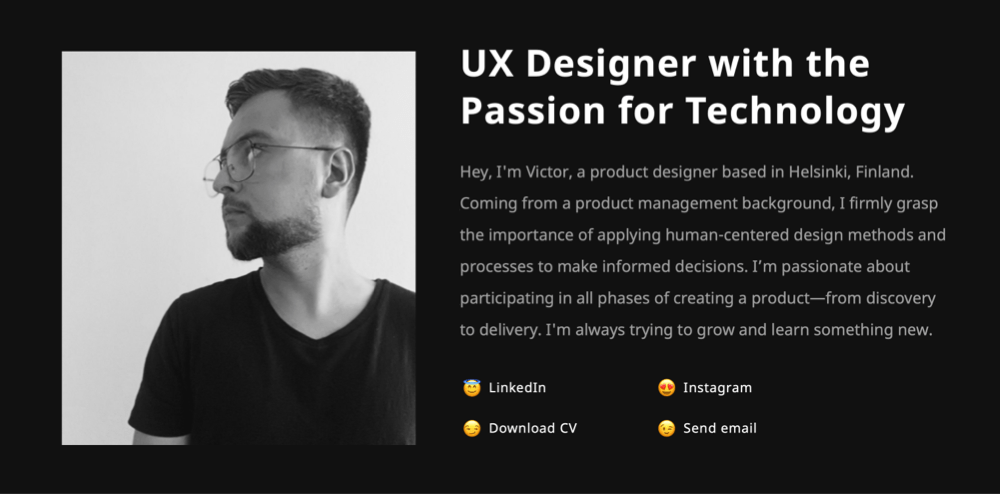 UX Designer with the
Passion for Technology
Hey, I'm Victor, a product designer based in Helsinki, Finland.
Coming from a product management background, I firmly grasp
the importance of applying human-centered design methods and
processes to make informed decisions. I’m passionate about
participating in all phases of creating a product—from discovery
to delivery. I'm always trying to grow and learn something new.
😇 LinkedIn
😍 Instagram
😏 Download CV
😉 Send email